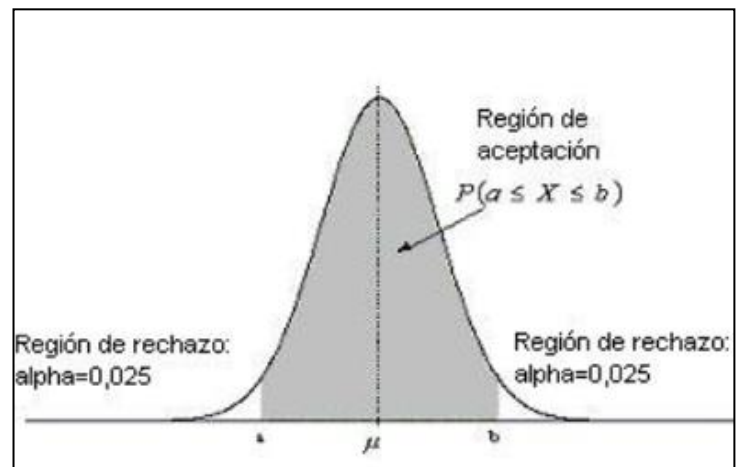 Región de
aceptación
P(a ≤ X ≤ b)
Región de rechazo:
alpha=0,025
Región de rechazo:
alpha=0,025
a
μ
b